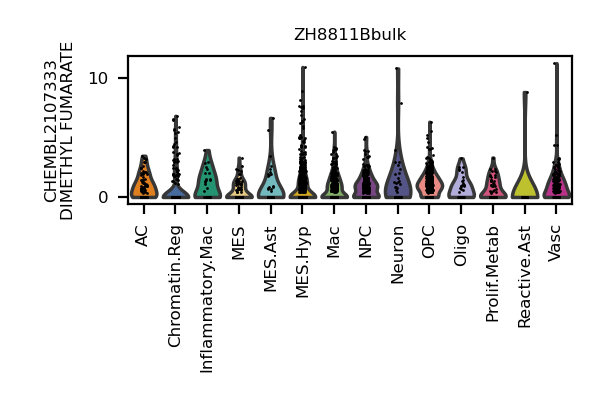 ZH8811Bbulk
CHEMBL2107333
DIMETHYL FUMARATE
10
0
AC
Chromatin.Reg
Inflammatory.Mac
MES
MES.Ast
MES.Hyp
Mac
NPC
Neuron
OPC
Oligo
Prolif.Metab
Reactive.Ast
Vasc